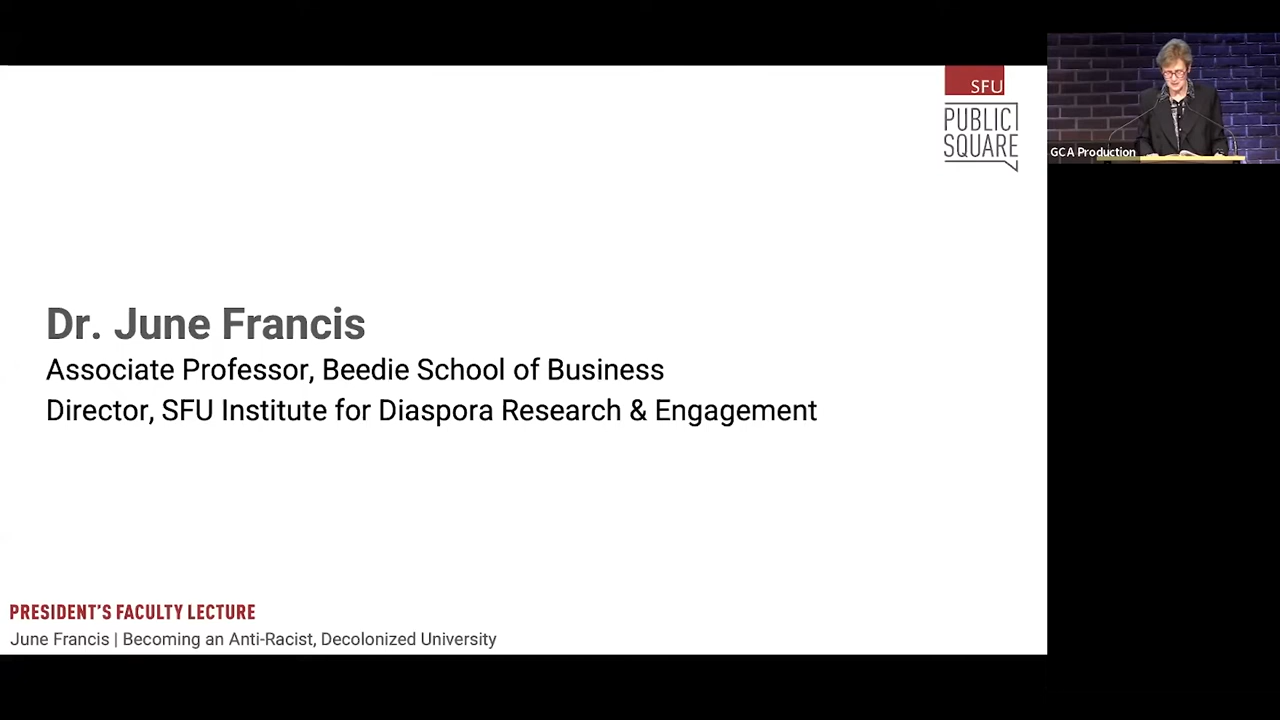 SFU
PUBLIC
SQUARE
GCA Production
Dr. June Francis
Associate Professor, Beedie School of Business
Director, SFU Institute for Diaspora Research & Engagement
PRESIDENT'S FACULTY LECTURE
June Francis | Becoming an Anti-Racist, Decolonized University